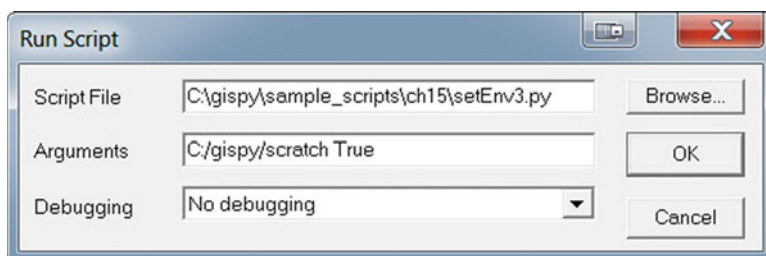 Run Script
Script File C:\gispy\sample_scripts\ch15\setEnv3.py Browse...
Arguments C:/gispy/scratch True OK
Debugging No debugging Cancel